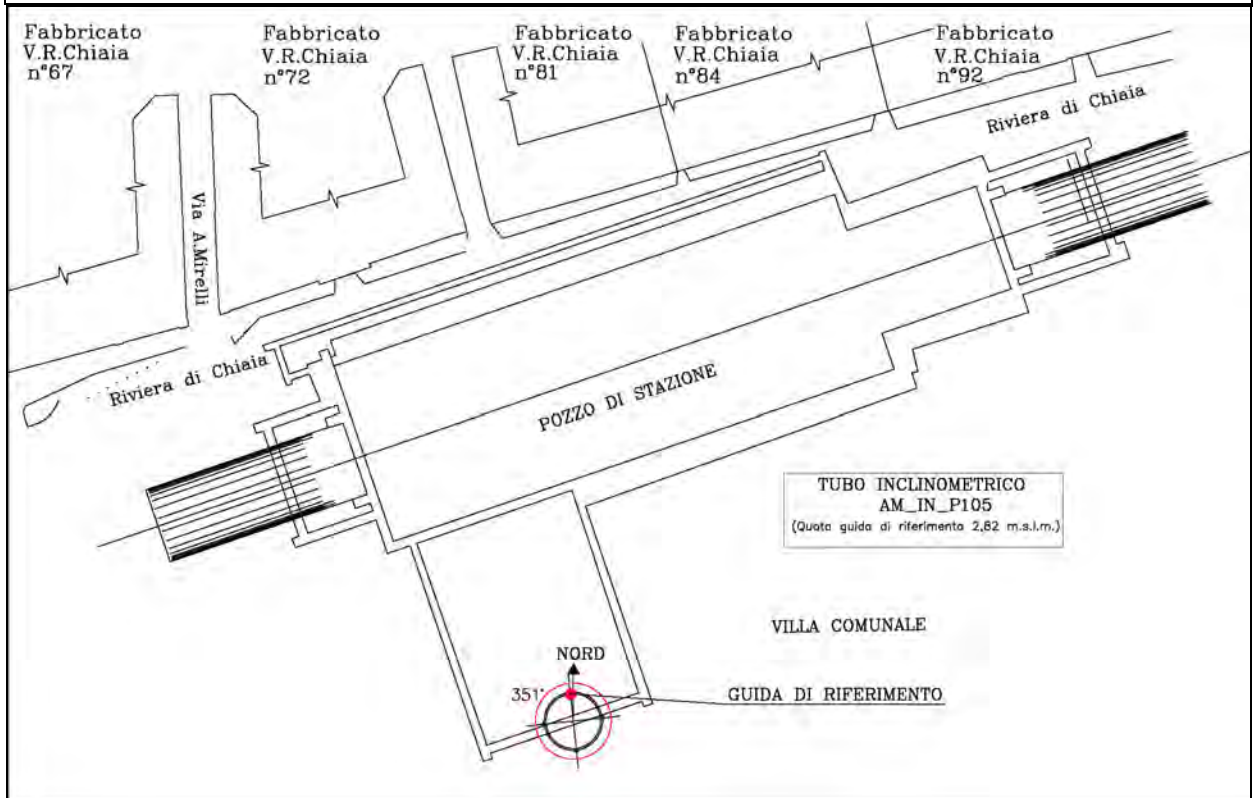 Fabbricato
V.R.Chiaia
n°67
Fabbricato
V.R.Chiaia
n°72
Fabbricato
V.R.Chiaia
n°81
Fabbricato
V.R.Chiaia
n°84
Fabbricato
V.R.Chiaia
n°92
Riviera di Chiaia
Via A.Mirelli
Riviera di Chiaia
POZZO DI STAZIONE
TUBO INCLINOMETRICO
AM_IN_P105
(Quota guida di riferimento 2,82 m.s.l.m.)
VILLA COMUNALE
NORD
351°
GUIDA DI RIFERIMENTO